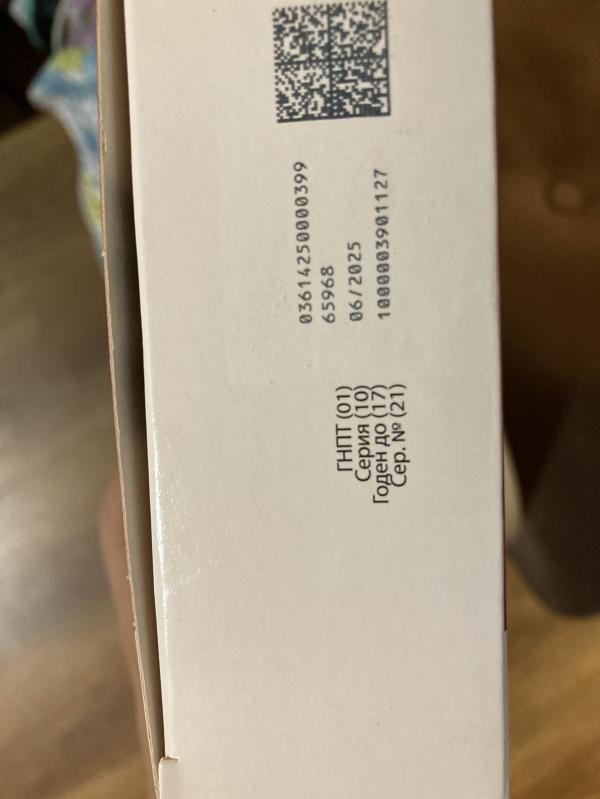 ГНПТ (01) 03614250000399
Серия (10) 65968
Годен до (17) 06/2025
Сер. № (21) 1000003901127